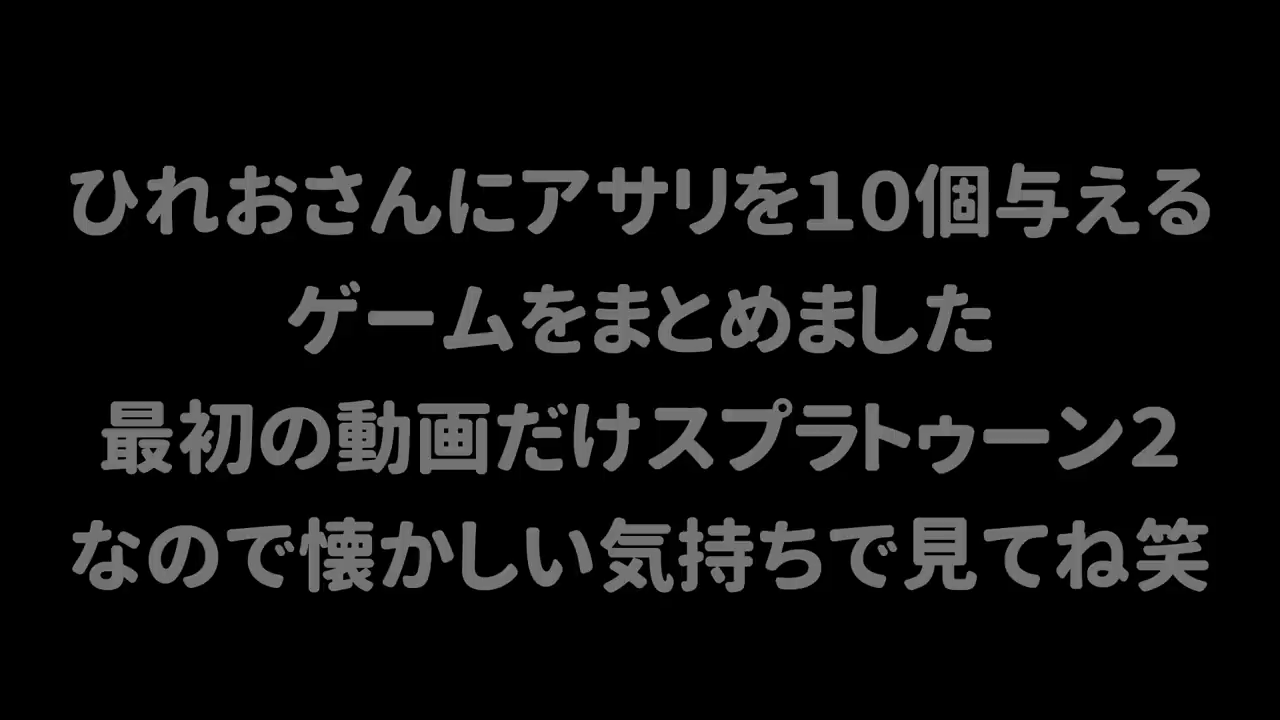 ひれおさんにアサリを10個与える
ゲームをまとめました
最初の動画だけスプラトゥーン2
なので懐かしい気持ちで見てね笑